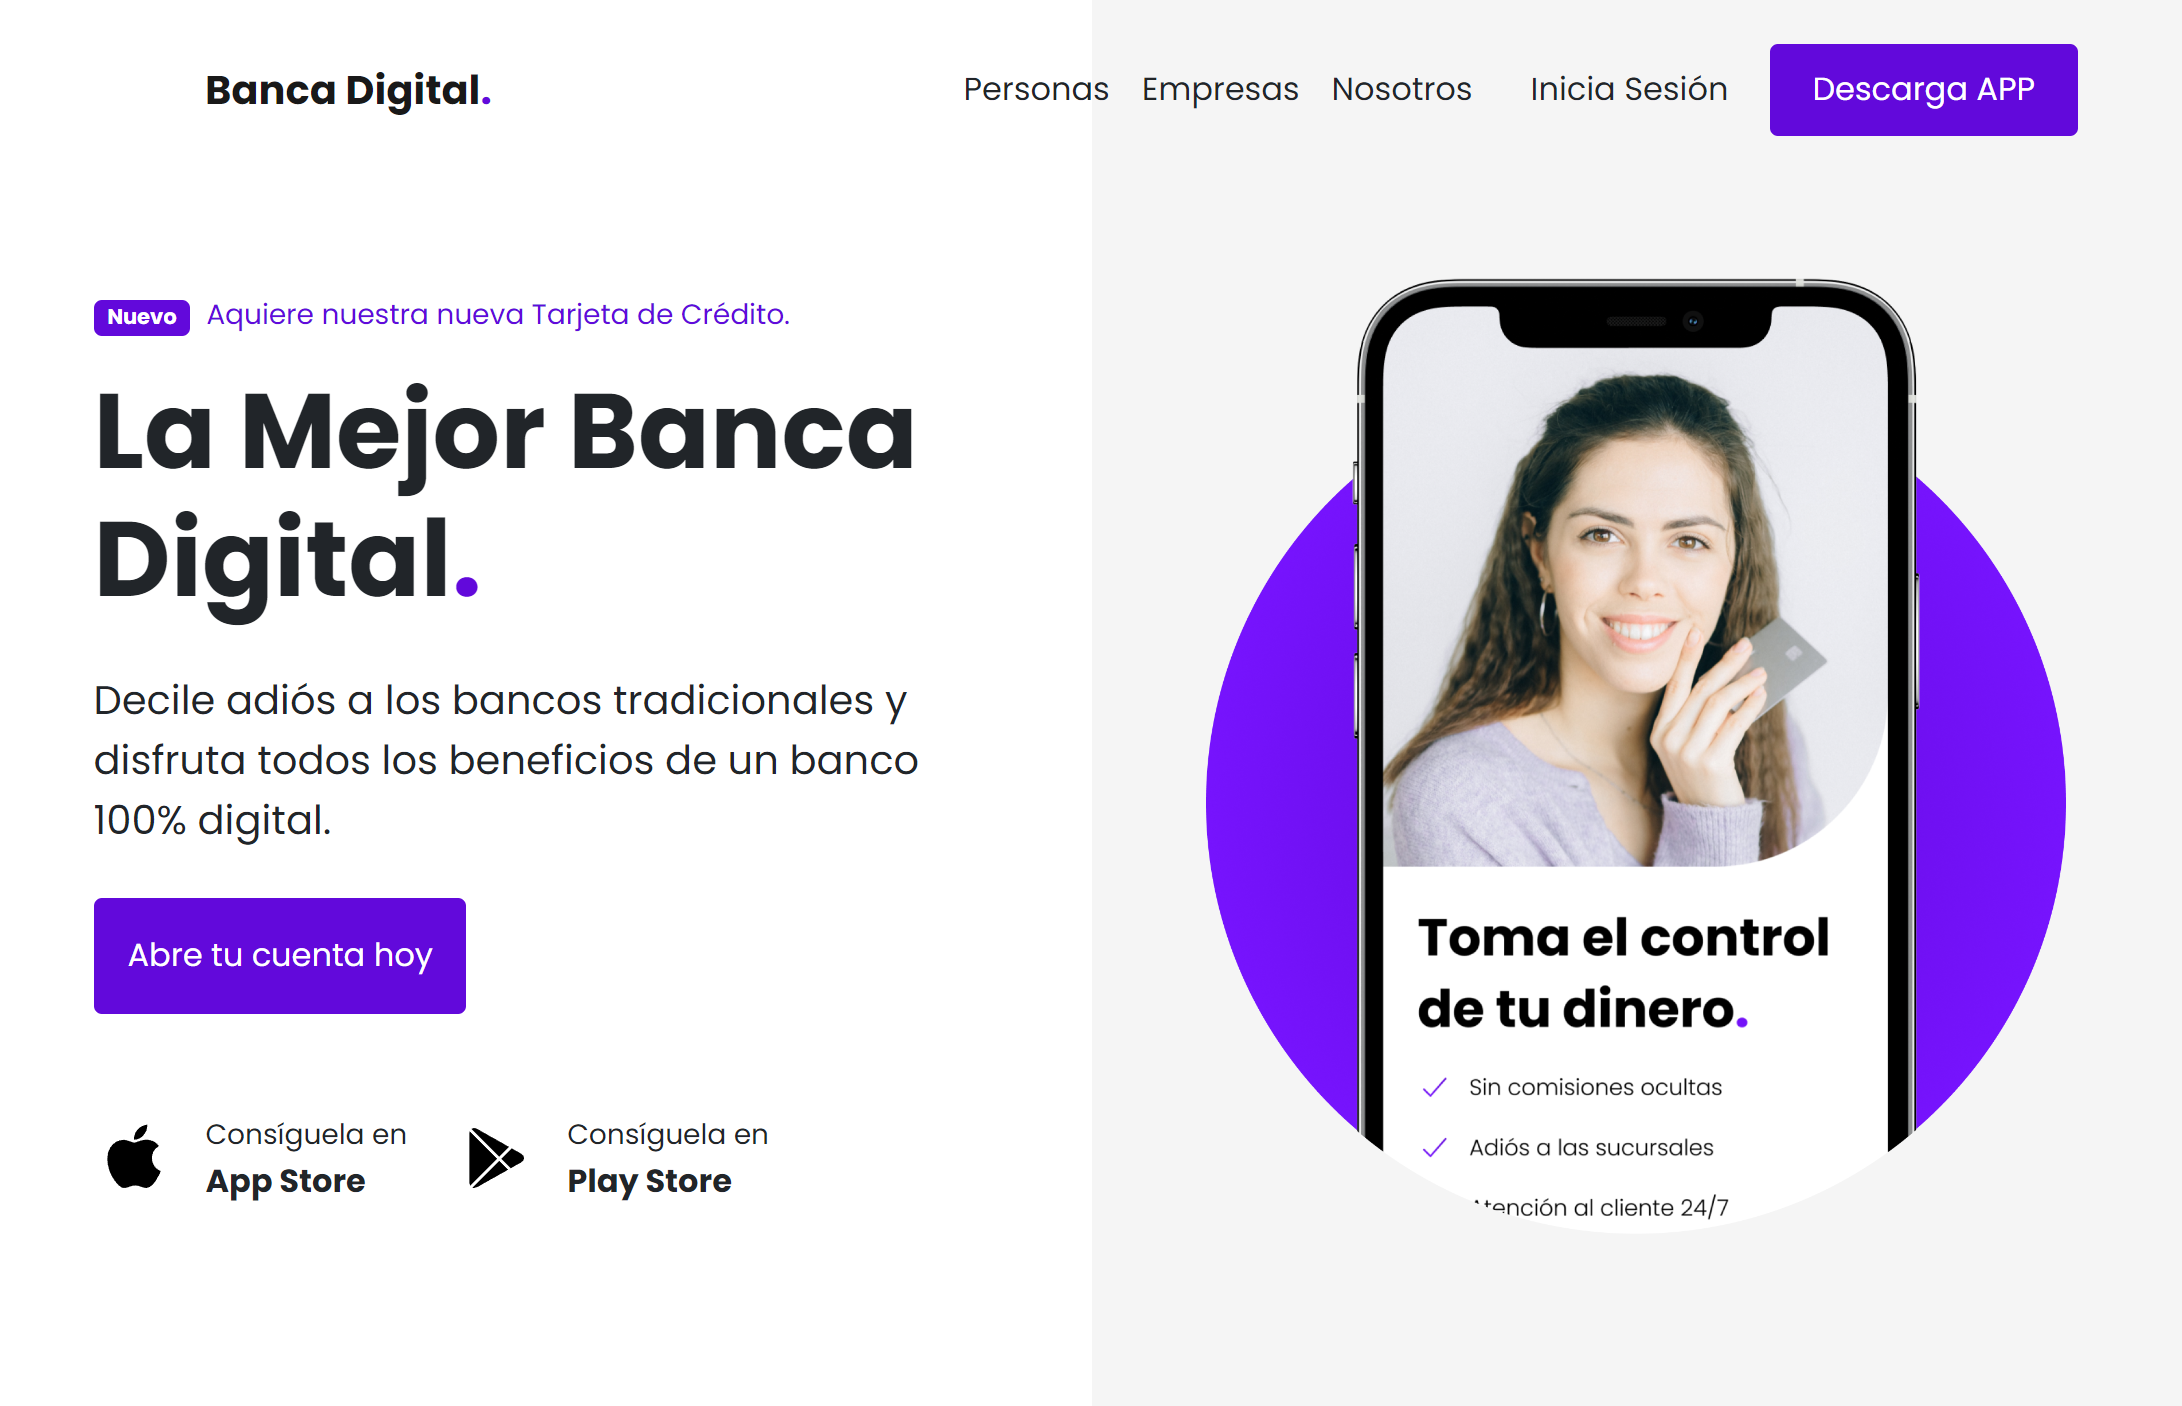 Banca Digital.
Personas Empresas Nosotros Inicia Sesión Descarga APP
Nuevo Aquiere nuestra nueva Tarjeta de Crédito.
La Mejor Banca
Digital.
Decile adiós a los bancos tradicionales y
disfruta todos los beneficios de un banco
100% digital.
Abre tu cuenta hoy
Consíguela en
App Store
Consíguela en
Play Store
Toma el control
de tu dinero.
Sin comisiones ocultas
Adiós a las sucursales
Atención al cliente 24/7